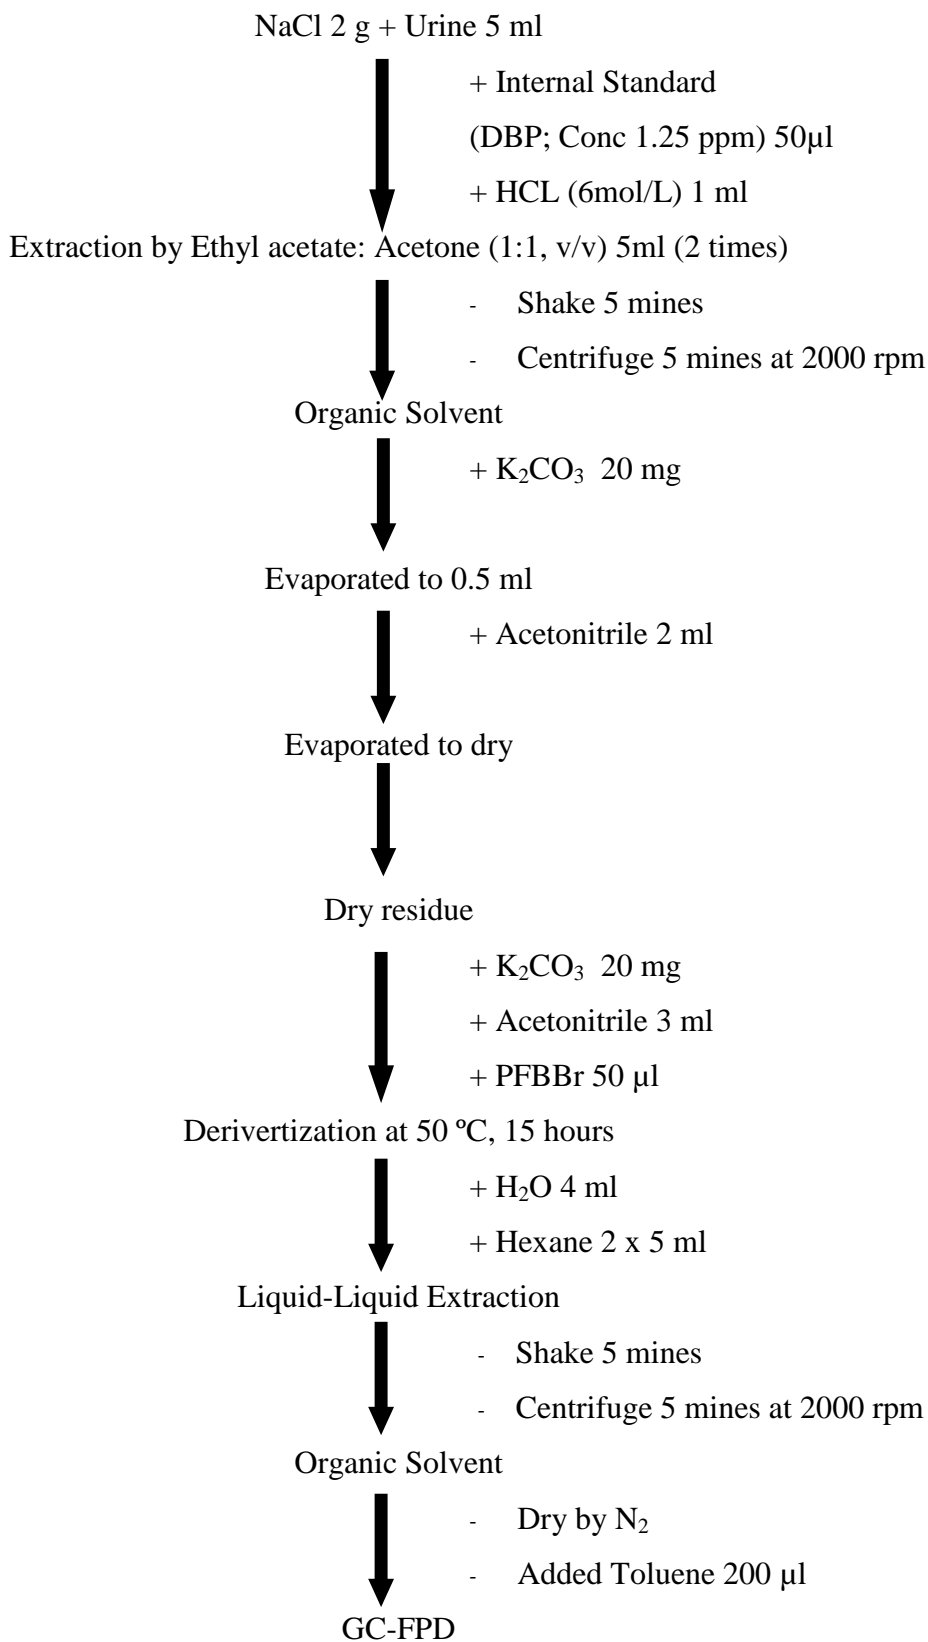 NaCl 2 g + Urine 5 ml
+ Internal Standard
(DBP; Conc 1.25 ppm) 50µl
+ HCL (6mol/L) 1 ml
Extraction by Ethyl acetate: Acetone (1:1, v/v) 5ml (2 times)
- Shake 5 mines
- Centrifuge 5 mines at 2000 rpm
Organic Solvent
+ K₂CO₃ 20 mg
Evaporated to 0.5 ml
+ Acetonitrile 2 ml
Evaporated to dry
Dry residue
+ K₂CO₃ 20 mg
+ Acetonitrile 3 ml
+ PFBBr 50 µl
Derivertization at 50 ºC, 15 hours
+ H₂O 4 ml
+ Hexane 2 x 5 ml
Liquid-Liquid Extraction
- Shake 5 mines
- Centrifuge 5 mines at 2000 rpm
Organic Solvent
- Dry by N₂
- Added Toluene 200 µl
GC-FPD